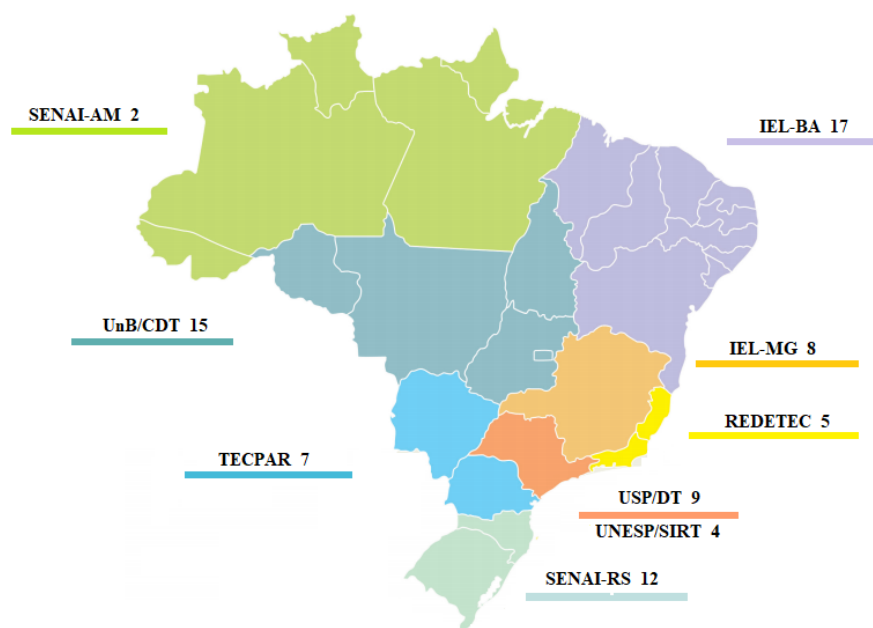 SENAI-AM 2
IEL-BA 17
UnB/CDT 15
IEL-MG 8
REDETEC 5
TECPAR 7
USP/DT 9
UNESP/SIRT 4
SENAI-RS 12